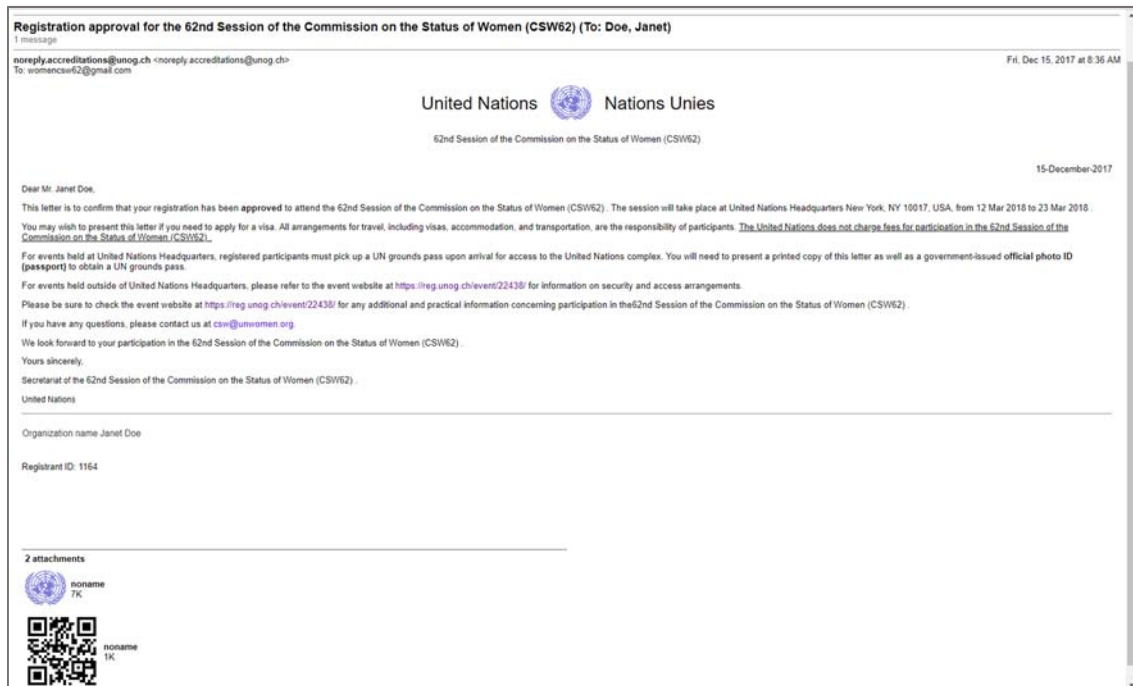 Registration approval for the 62nd Session of the Commission on the Status of Women (CSW62) (To: Doe, Janet)
1 message
noreply.accreditations@unog.ch <noreply.accreditations@unog.ch> Fri, Dec 15, 2017 at 8:36 AM
To: womencsw62@gmail.com
United Nations Nations Unies
62nd Session of the Commission on the Status of Women (CSW62)
15-December-2017
Dear Mr. Janet Doe,
This letter is to confirm that your registration has been approved to attend the 62nd Session of the Commission on the Status of Women (CSW62) . The session will take place at United Nations Headquarters New York, NY 10017, USA, from 12 Mar 2018 to 23 Mar 2018 .
You may wish to present this letter if you need to apply for a visa. All arrangements for travel, including visas, accommodation, and transportation, are the responsibility of participants. The United Nations does not charge fees for participation in the 62nd Session of the
Commission on the Status of Women (CSW62) .
For events held at United Nations Headquarters, registered participants must pick up a UN grounds pass upon arrival for access to the United Nations complex. You will need to present a printed copy of this letter as well as a government-issued official photo ID
(passport) to obtain a UN grounds pass.
For events held outside of United Nations Headquarters, please refer to the event website at https://reg.unog.ch/event/22438/ for information on security and access arrangements.
Please be sure to check the event website at https://reg.unog.ch/event/22438/ for any additional and practical information concerning participation in the62nd Session of the Commission on the Status of Women (CSW62) .
If you have any questions, please contact us at csw@unwomen.org.
We look forward to your participation in the 62nd Session of the Commission on the Status of Women (CSW62) .
Yours sincerely,
Secretariat of the 62nd Session of the Commission on the Status of Women (CSW62) .
United Nations
Organization name Janet Doe
Registrant ID: 1164
2 attachments
noname
7K
noname
1K